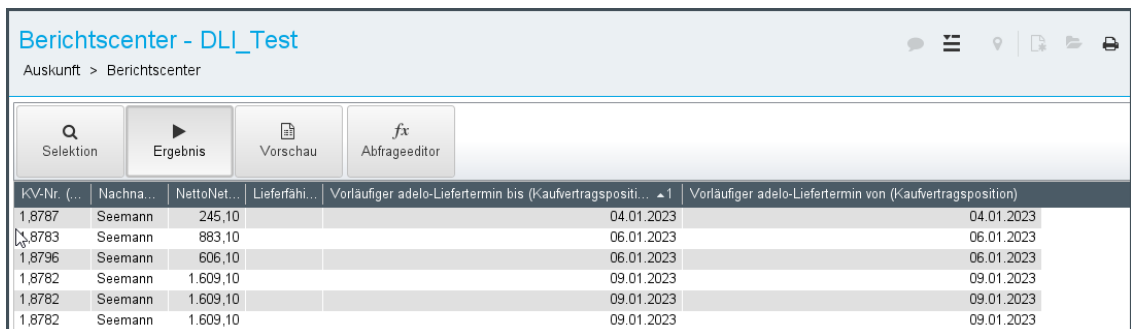 Berichtscenter - DLI_Test
Auskunft > Berichtscenter
Selektion Ergebnis Vorschau fx Abfrageeditor
KV-Nr. (... Nachna... NettoNet... Lieferfähi... Vorläufiger adelo-Liefertermin bis (Kaufvertragspositi... ▲1 Vorläufiger adelo-Liefertermin von (Kaufvertragsposition)
1,8787 Seemann 245,10 04.01.2023 04.01.2023
1,8783 Seemann 883,10 06.01.2023 06.01.2023
1,8796 Seemann 606,10 06.01.2023 06.01.2023
1,8782 Seemann 1.609,10 09.01.2023 09.01.2023
1,8782 Seemann 1.609,10 09.01.2023 09.01.2023
1,8782 Seemann 1.609,10 09.01.2023 09.01.2023